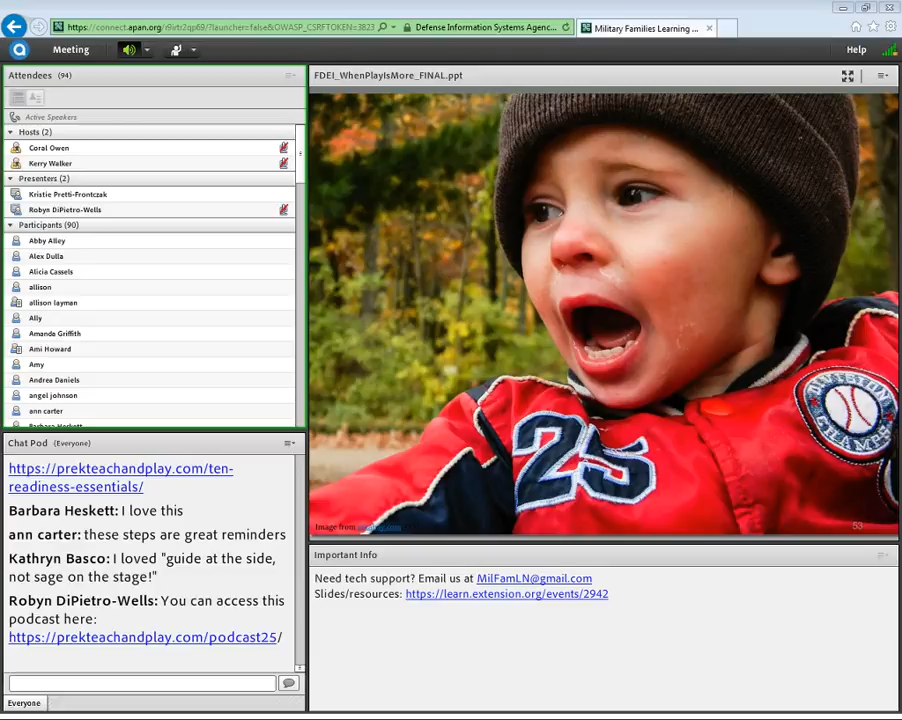 https://connect.apan.org/r9irtr2qp69/?launcher=false&OWASP_CSRFTOKEN=3823
Defense Information Systems Agenc...
Military Families Learning ...
Meeting
Help
Attendees (94)
Active Speakers
Hosts (2)
Coral Owen
Kerry Walker
Presenters (2)
Kristie Pretti-Frontczak
Robyn DiPietro-Wells
Participants (90)
Abby Alley
Alex Dulla
Alicia Cassels
allison
allison layman
Ally
Amanda Griffith
Ami Howard
Amy
Andrea Daniels
angel johnson
ann carter
Barbara Heskett
Chat Pod (Everyone)
https://prekteachandplay.com/ten-
readiness-essentials/
Barbara Heskett: I love this
ann carter: these steps are great reminders
Kathryn Basco: I loved "guide at the side,
not sage on the stage!"
Robyn DiPietro-Wells: You can access this
podcast here:
https://prekteachandplay.com/podcast25/
Everyone
FDEI_WhenPlayIsMore_FINAL.ppt
25
DIVISION
CHAMPS
Image from
53
Important Info
Need tech support? Email us at MilFamLN@gmail.com
Slides/resources: https://learn.extension.org/events/2942